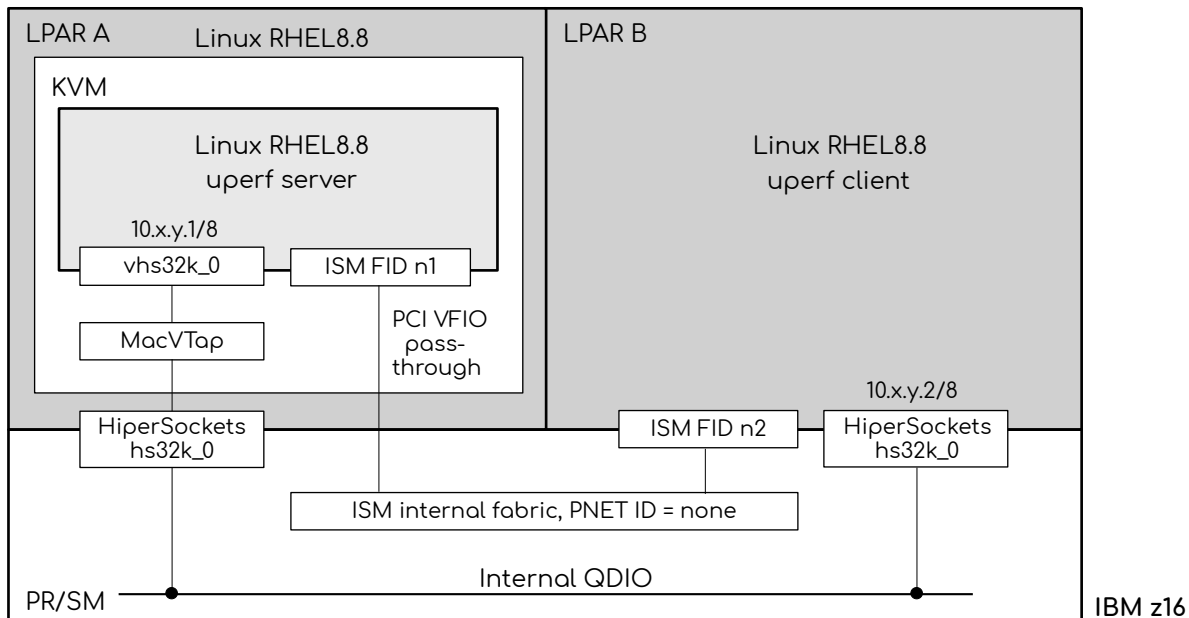 LPAR A
Linux RHEL8.8
KVM
Linux RHEL8.8
uperf server
10.x.y.1/8
vhs32k_0
ISM FID n1
MacVTap
PCI VFIO
pass-
through
HiperSockets
hs32k_0
LPAR B
Linux RHEL8.8
uperf client
10.x.y.2/8
ISM FID n2
HiperSockets
hs32k_0
ISM internal fabric, PNET ID = none
Internal QDIO
PR/SM
IBM z16